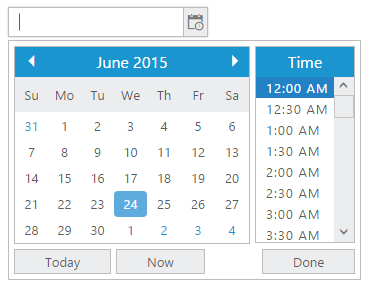 June 2015
Su Mo Tu We Th Fr Sa
31 1 2 3 4 5 6
7 8 9 10 11 12 13
14 15 16 17 18 19 20
21 22 23 24 25 26 27
28 29 30 1 2 3 4
Time
12:00 AM
12:30 AM
1:00 AM
1:30 AM
2:00 AM
2:30 AM
3:00 AM
3:30 AM
Today Now Done